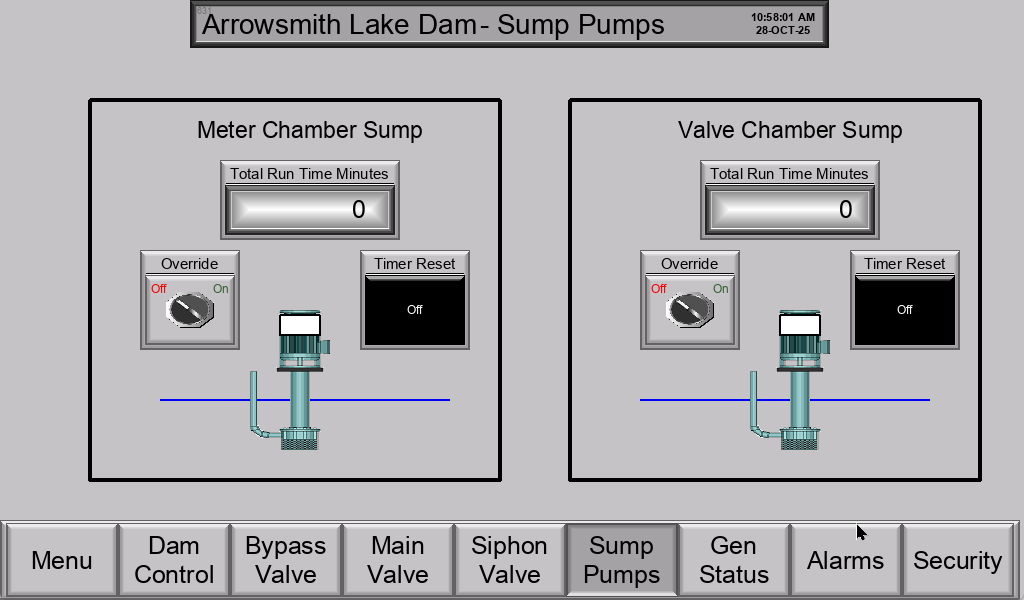 Arrowsmith Lake Dam - Sump Pumps
10:58:01 AM
28-OCT-25
Meter Chamber Sump
Total Run Time Minutes
0
Override
Off On
Timer Reset
Off
Valve Chamber Sump
Total Run Time Minutes
0
Override
Off On
Timer Reset
Off
Menu
Dam
Control
Bypass
Valve
Main
Valve
Siphon
Valve
Sump
Pumps
Gen
Status
Alarms
Security